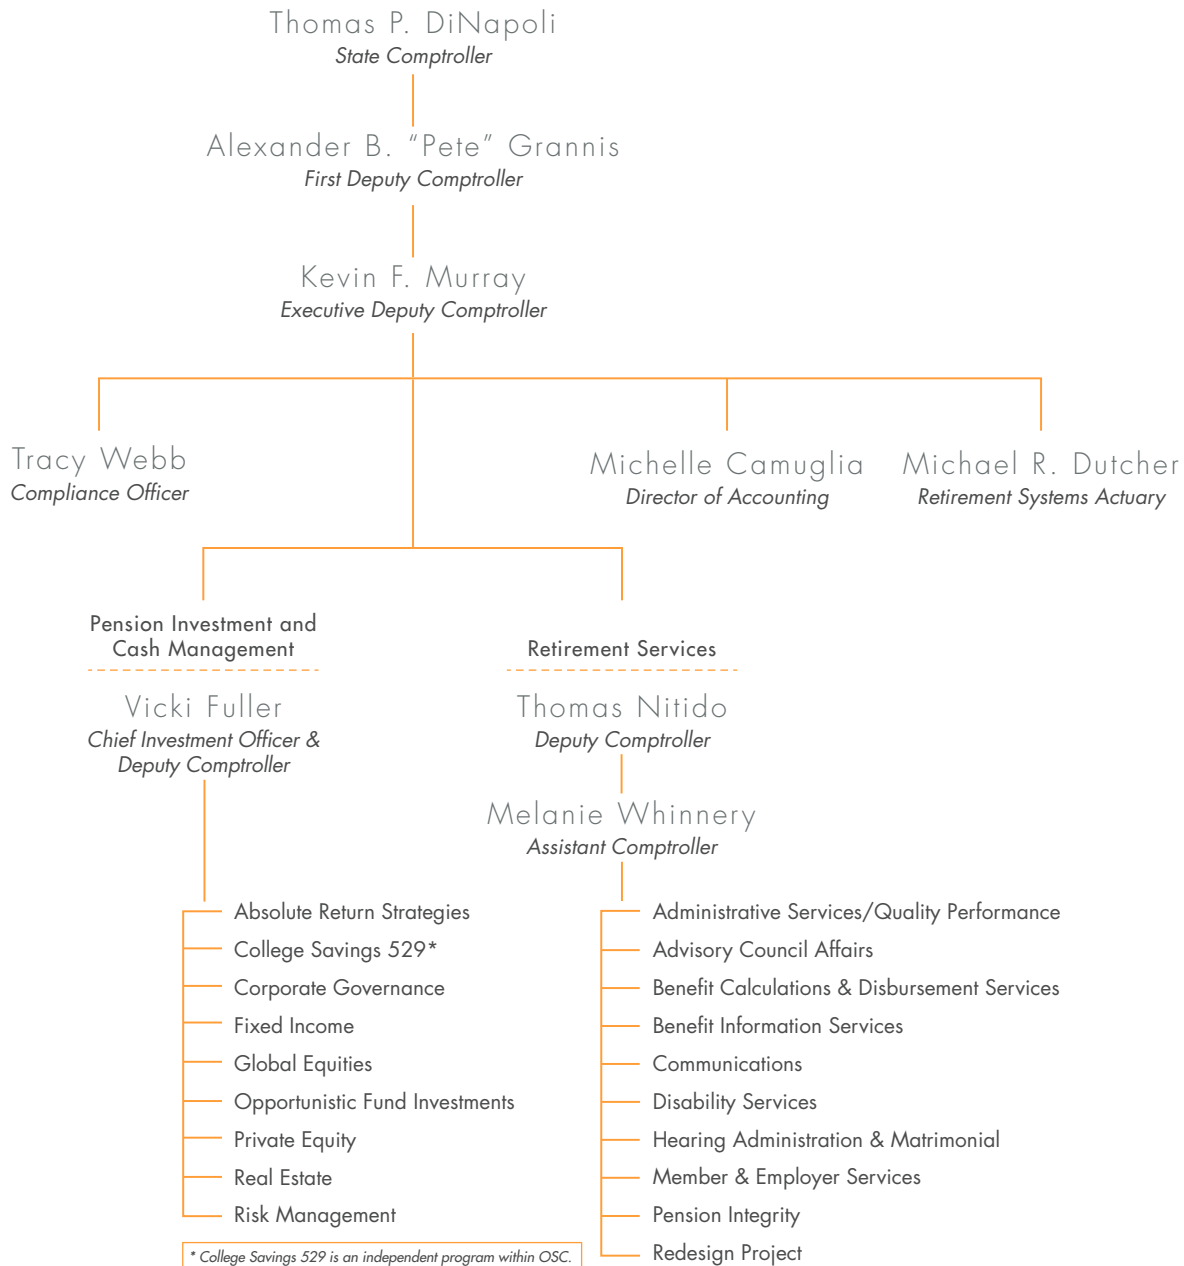 Thomas P. DiNapoli
State Comptroller
Alexander B. “Pete” Grannis
First Deputy Comptroller
Kevin F. Murray
Executive Deputy Comptroller
Tracy Webb
Compliance Officer
Michelle Camuglia
Director of Accounting
Michael R. Dutcher
Retirement Systems Actuary
Pension Investment and
Cash Management
Vicki Fuller
Chief Investment Officer &
Deputy Comptroller
Absolute Return Strategies
College Savings 529*
Corporate Governance
Fixed Income
Global Equities
Opportunistic Fund Investments
Private Equity
Real Estate
Risk Management
* College Savings 529 is an independent program within OSC.
Retirement Services
Thomas Nitido
Deputy Comptroller
Melanie Whinnery
Assistant Comptroller
Administrative Services/Quality Performance
Advisory Council Affairs
Benefit Calculations & Disbursement Services
Benefit Information Services
Communications
Disability Services
Hearing Administration & Matrimonial
Member & Employer Services
Pension Integrity
Redesign Project